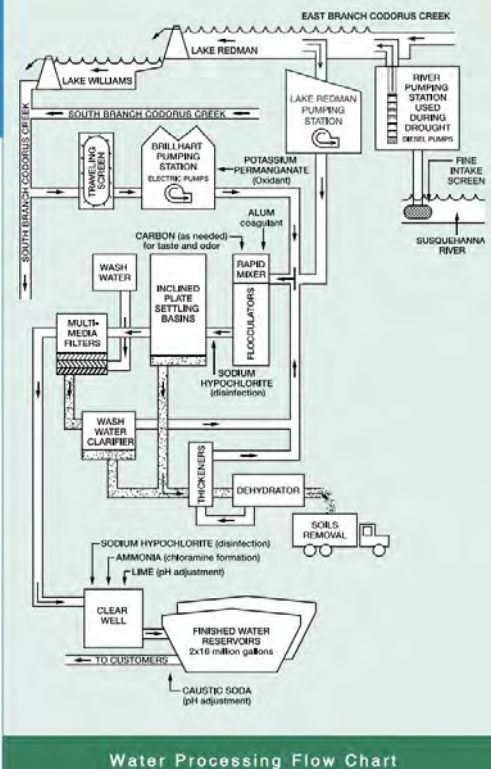 EAST BRANCH CODORUS CREEK
LAKE REDMAN
LAKE WILLIAMS
SOUTH BRANCH CODORUS CREEK
SOUTH BRANCH CODORUS CREEK
LAKE REDMAN
PUMPING
STATION
RIVER
PUMPING
STATION
USED
DURING
DROUGHT
DIESEL PUMPS
FINE
INTAKE
SCREEN
SUSQUEHANNA
RIVER
TRAVELING
SCREEN
BRILLHART
PUMPING
STATION
ELECTRIC PUMPS
POTASSIUM
PERMANGANATE
(Oxidant)
ALUM
coagulant
CARBON (as needed)
for taste and odor
WASH
WATER
INCLINED
PLATE
SETTLING
BASINS
RAPID
MIXER
FLOCCULATORS
MULTI-
MEDIA
FILTERS
SODIUM
HYPOCHLORITE
(disinfection)
WASH
WATER
CLARIFIER
THICKENERS
DEHYDRATOR
SOILS
REMOVAL
SODIUM HYPOCHLORITE (disinfection)
AMMONIA (chloramine formation)
LIME (pH adjustment)
CLEAR
WELL
FINISHED WATER
RESERVOIRS
2x16 million gallons
TO CUSTOMERS
CAUSTIC SODA
(pH adjustment)
Water Processing Flow Chart